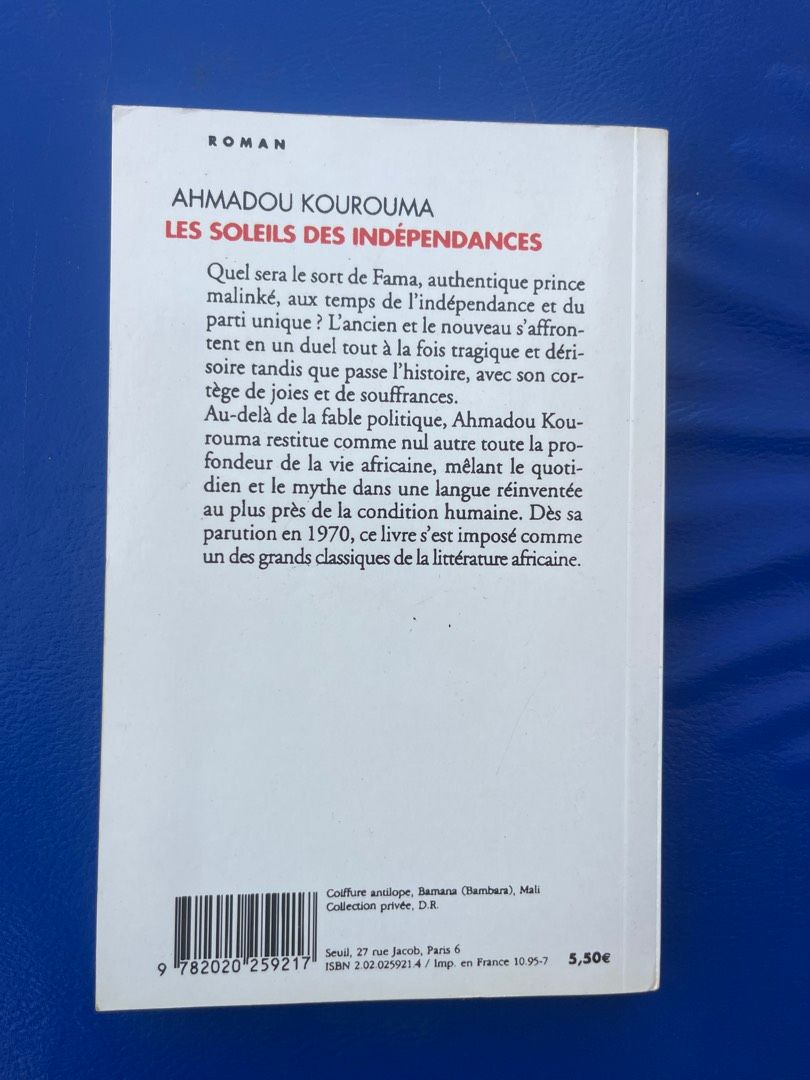 ROMAN
AHMADOU KOUROUMA
LES SOLEILS DES INDÉPENDANCES
Quel sera le sort de Fama, authentique prince
malinké, aux temps de l'indépendance et du
parti unique ? L'ancien et le nouveau s'affron-
tent en un duel tout à la fois tragique et déri-
soire tandis que passe l'histoire, avec son cor-
tège de joies et de souffrances.
Au-delà de la fable politique, Ahmadou Kou-
rouma restitue comme nul autre toute la pro-
fondeur de la vie africaine, mêlant le quoti-
dien et le mythe dans une langue réinventée
au plus près de la condition humaine. Dès sa
parution en 1970, ce livre s'est imposé comme
un des grands classiques de la littérature africaine.
Coiffure antilope, Bamana (Bambara), Mali
Collection privée, D.R.
Seuil, 27 rue Jacob, Paris 6
ISBN 2.02.025921.4 / Imp. en France 10.95-7
5,50€
9 782020 259217